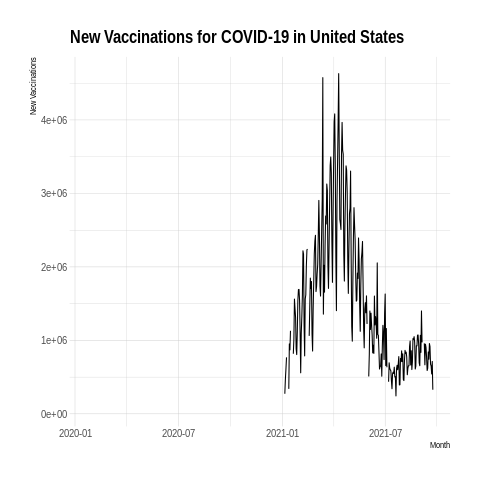 New Vaccinations for COVID-19 in United States
New Vaccinations
4e+06
3e+06
2e+06
1e+06
0e+00
2020-01 2020-07 2021-01 2021-07
Month